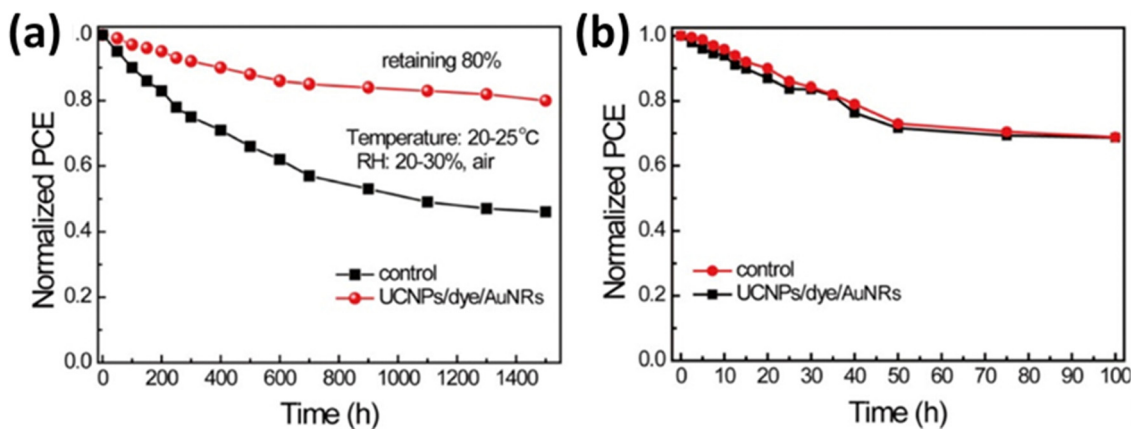 (a)
Normalized PCE
.0
0.8
0.6
0.4
0.2
0.0
retaining 80%
Temperature: 20-25°C
RH: 20-30%, air
control
UCNPs/dye/AuNRs
0 200 400 600 800 1000 1200 1400
Time (h)
(b)
Normalized PCE
1.0
0.8
0.6
0.4
0.2
0.0
control
UCNPs/dye/AuNRs
0 10 20 30 40 50 60 70 80 90 100
Time (h)